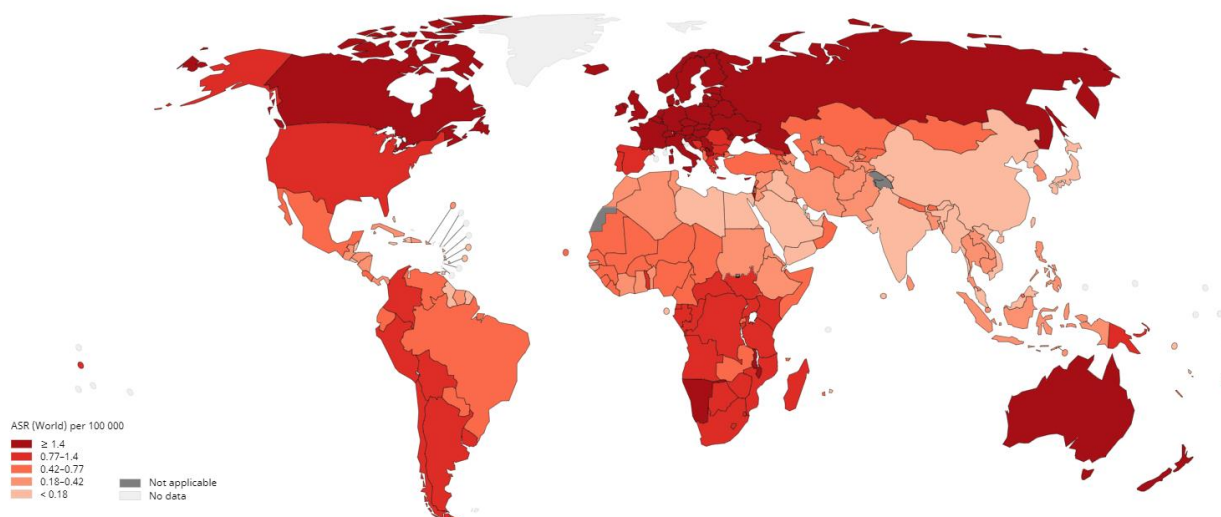 ASR (World) per 100 000
≥ 1.4
0.77–1.4
0.42–0.77
0.18–0.42
< 0.18
Not applicable
No data